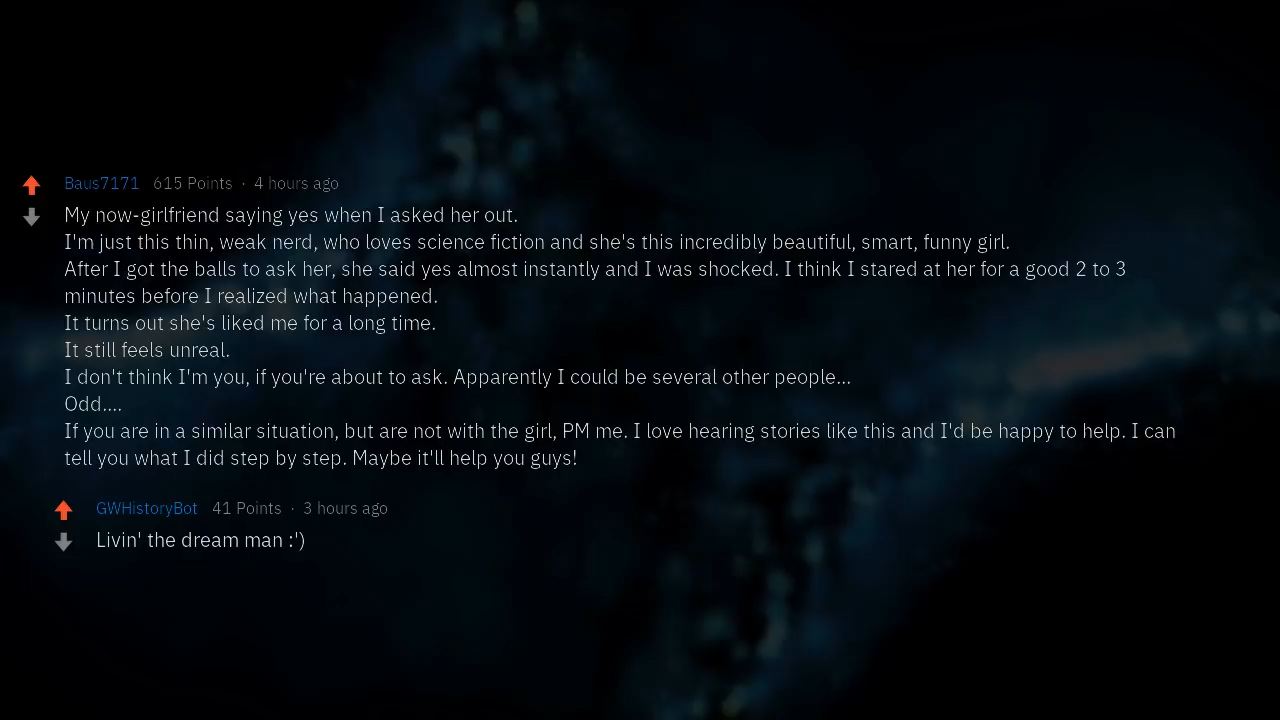 Baus7171 615 Points · 4 hours ago
My now-girlfriend saying yes when I asked her out.
I'm just this thin, weak nerd, who loves science fiction and she's this incredibly beautiful, smart, funny girl.
After I got the balls to ask her, she said yes almost instantly and I was shocked. I think I stared at her for a good 2 to 3
minutes before I realized what happened.
It turns out she's liked me for a long time.
It still feels unreal.
I don't think I'm you, if you're about to ask. Apparently I could be several other people...
Odd....
If you are in a similar situation, but are not with the girl, PM me. I love hearing stories like this and I'd be happy to help. I can
tell you what I did step by step. Maybe it'll help you guys!
GWHistoryBot 41 Points · 3 hours ago
Livin' the dream man :')